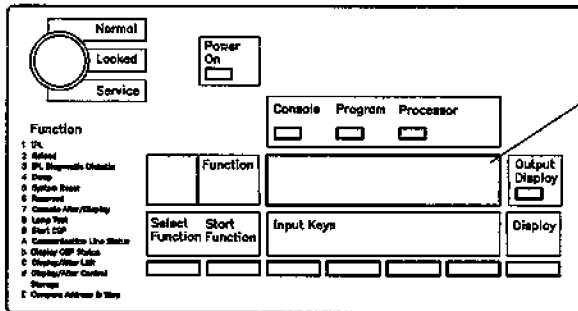 Normal
Locked
Service
Power
On
Console Program Processor
Function
1 IPL
2 Reload
3 IPL Diagnostic Diskette
4 Dump
5 System Reset
6 Reserved
7 Console Alter/Display
8 Lamp Test
9 Start CSP
A Communication Line Status
b Display CSP Status
C Display/Alter
d Display/Alter Control
Storage
E Compare Address & Stop
Function
Output
Display
Select
Function
Start
Function
Input Keys
Display